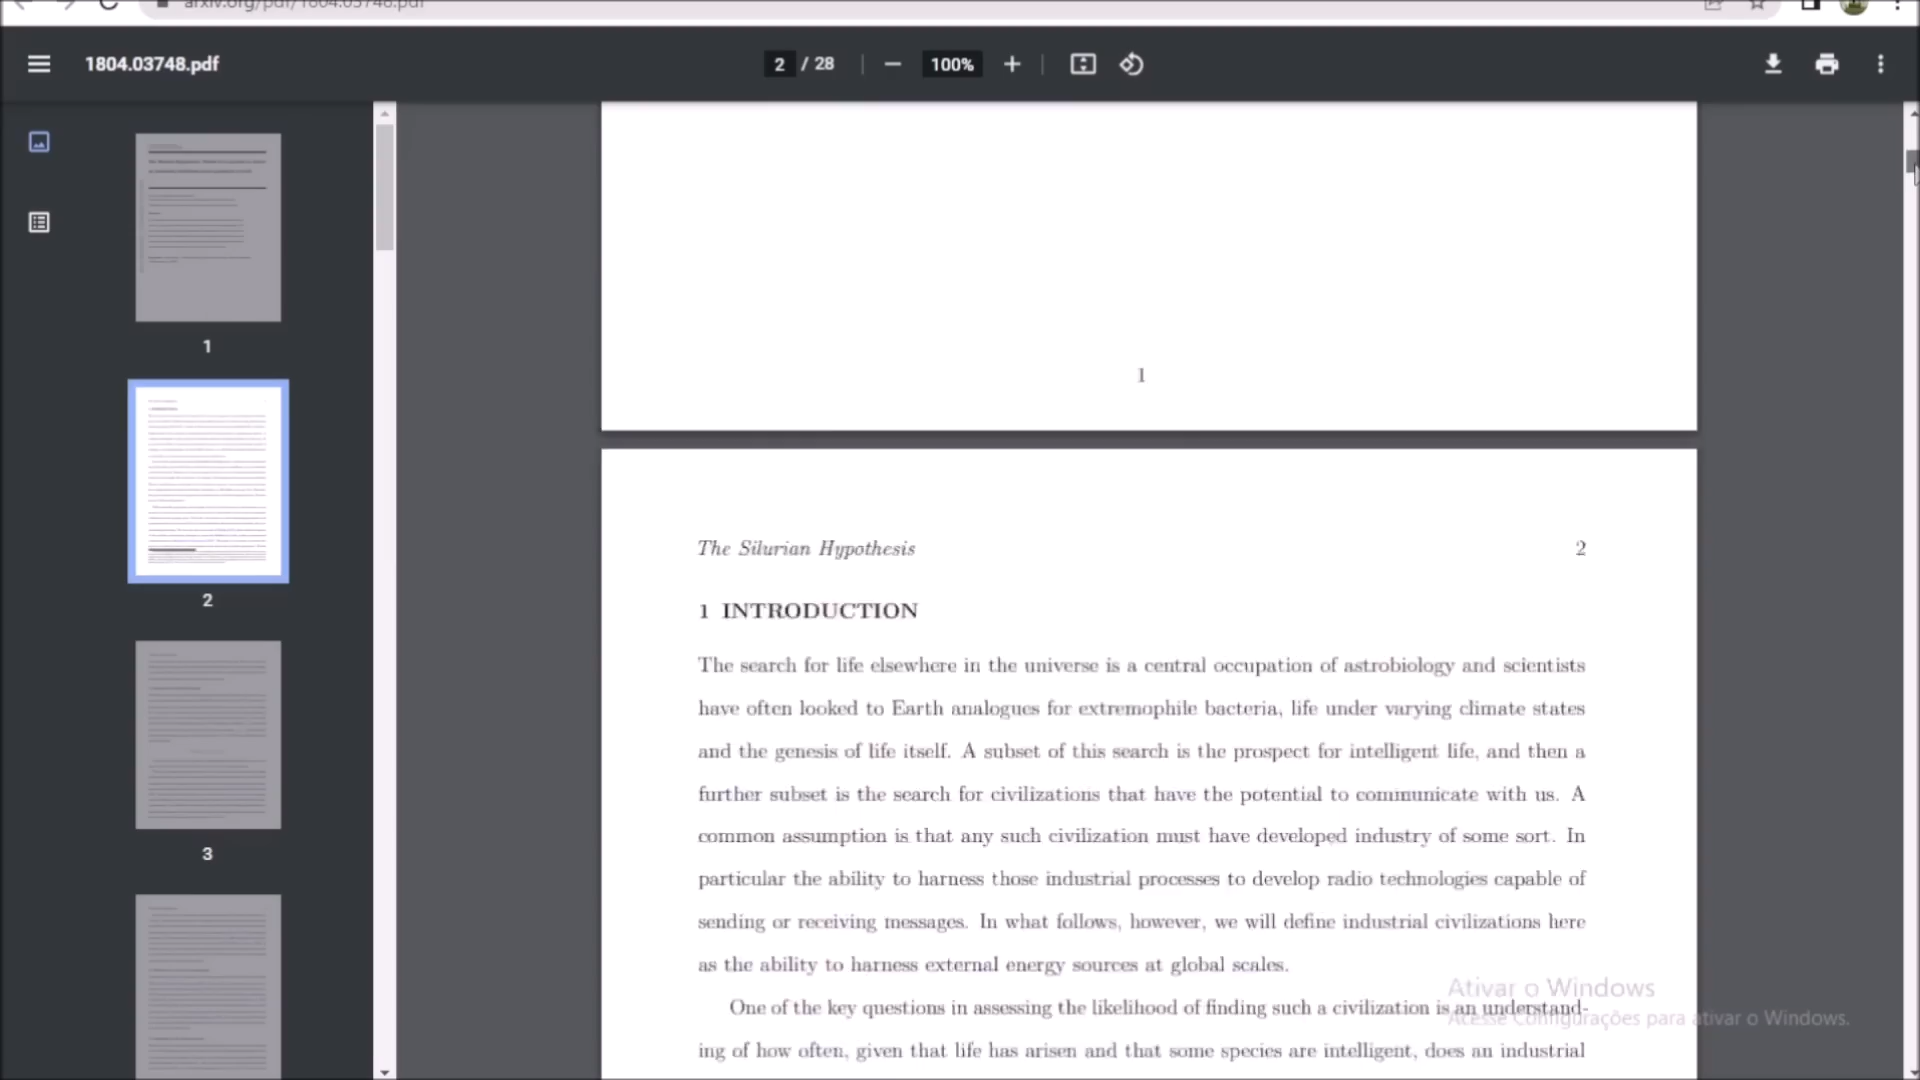 arxiv.org/pdf/1804.03748.pdf
1804.03748.pdf
2 / 28
100%
1
2
3
1
The Silurian Hypothesis 2
1 INTRODUCTION
The search for life elsewhere in the universe is a central occupation of astrobiology and scientists
have often looked to Earth analogues for extremophile bacteria, life under varying climate states
and the genesis of life itself. A subset of this search is the prospect for intelligent life, and then a
further subset is the search for civilizations that have the potential to communicate with us. A
common assumption is that any such civilization must have developed industry of some sort. In
particular the ability to harness those industrial processes to develop radio technologies capable of
sending or receiving messages. In what follows, however, we will define industrial civilizations here
as the ability to harness external energy sources at global scales.
One of the key questions in assessing the likelihood of finding such a civilization is an understand-
ing of how often, given that life has arisen and that some species are intelligent, does an industrial
Ativar o Windows
Acesse Configurações para ativar o Windows.